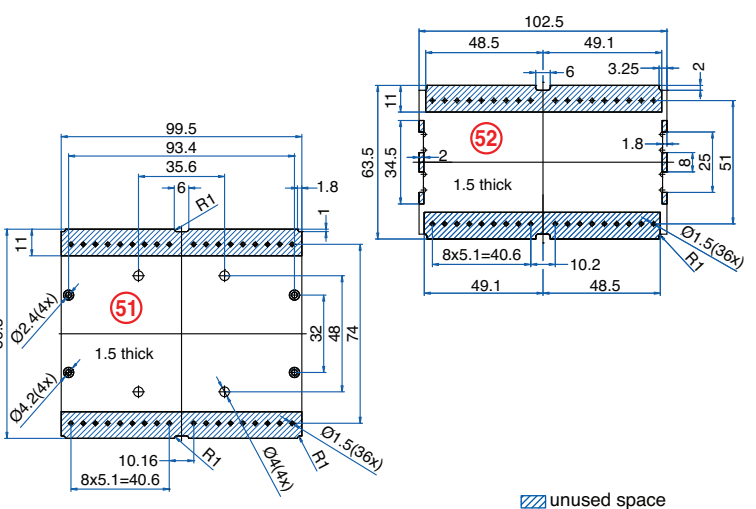 102.5
48.5
49.1
6
3.25
2
11
63.5
34.5
2
52
1.5 thick
1.8
8
25
51
8x5.1=40.6
10.2
Ø1.5(36x)
R1
49.1
48.5
99.5
93.4
35.6
6
R1
1.8
1
11
Ø2.4(4x)
51
1.5 thick
32
48
74
Ø4.2(4x)
10.16
8x5.1=40.6
R1
Ø4(4x)
Ø1.5(36x)
R1
unused space